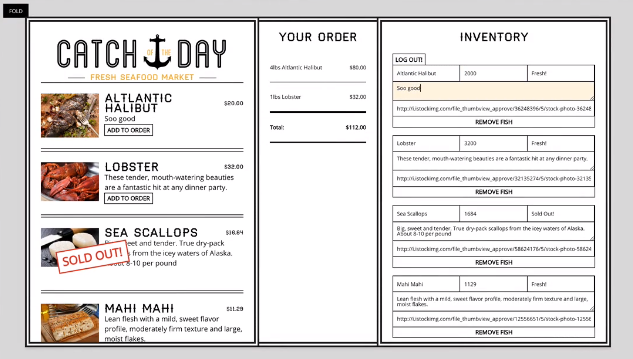 FOLD
CATCH OF THE DAY
FRESH SEAFOOD MARKET
ALTLANTIC
HALIBUT
$20.00
Soo good
ADD TO ORDER
LOBSTER
$32.00
These tender, mouth-watering beauties
are a fantastic hit at any dinner party.
ADD TO ORDER
SEA SCALLOPS
$16.84
sweet and tender. True dry-pack
from the icey waters of Alaska.
8-10 per pound
SOLD OUT!
MAHI MAHI
$11.29
Lean flesh with a mild, sweet flavor
profile, moderately firm texture and large,
moist flakes.
YOUR ORDER
4lbs Altlantic Halibut $80.00
1lbs Lobster $32.00
Total: $112.00
INVENTORY
LOG OUT!
Altlantic Halibut 2000 Fresh!
Soo good
http://i.istockimg.com/file_thumbview_approve/36248396/5/stock-photo-36248
REMOVE FISH
Lobster 3200 Fresh!
These tender, mouth-watering beauties are a fantastic hit at any dinner party.
http://i.istockimg.com/file_thumbview_approve/32135274/5/stock-photo-32135
REMOVE FISH
Sea Scallops 1684 Sold Out!
Big, sweet and tender. True dry-pack scallops from the icey waters of Alaska.
About 8-10 per pound
http://i.istockimg.com/file_thumbview_approve/58624176/5/stock-photo-58624
REMOVE FISH
Mahi Mahi 1129 Fresh!
Lean flesh with a mild, sweet flavor profile, moderately firm texture and large,
moist flakes.
http://i.istockimg.com/file_thumbview_approve/12556651/5/stock-photo-12556
REMOVE FISH